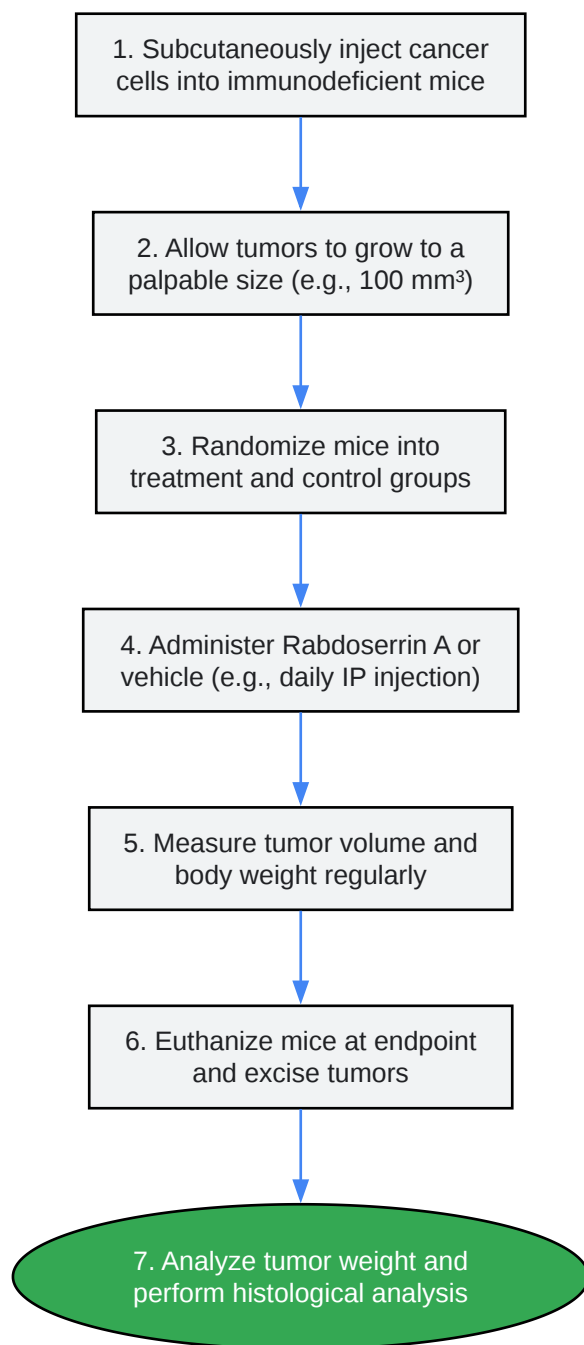 1. Subcutaneously inject cancer
cells into immunodeficient mice
2. Allow tumors to grow to a
palpable size (e.g., 100 mm³)
3. Randomize mice into
treatment and control groups
4. Administer Rabdoserrin A or
vehicle (e.g., daily IP injection)
5. Measure tumor volume and
body weight regularly
6. Euthanize mice at endpoint
and excise tumors
7. Analyze tumor weight and
perform histological analysis